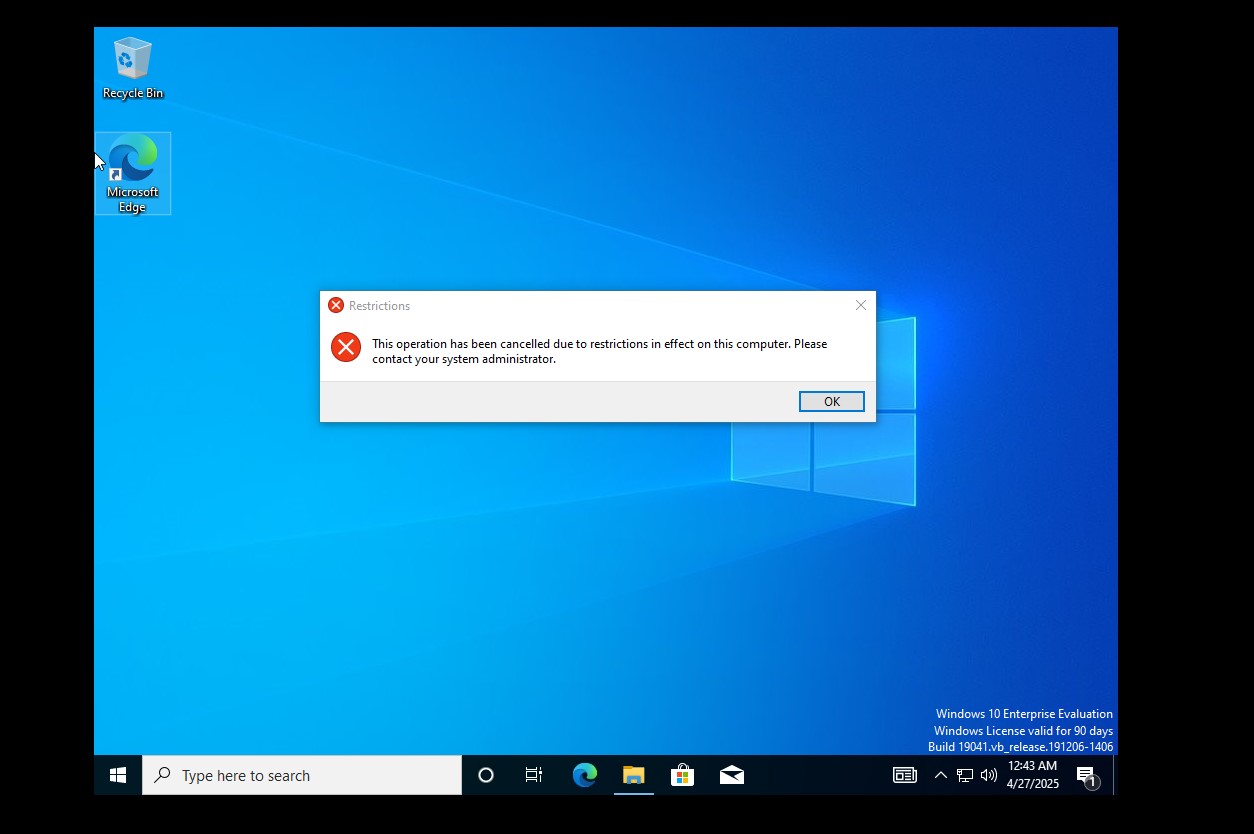 Recycle Bin
Microsoft
Edge
Restrictions
This operation has been cancelled due to restrictions in effect on this computer. Please
contact your system administrator.
OK
Windows 10 Enterprise Evaluation
Windows License valid for 90 days
Build 19041.vb_release.191206-1406
Type here to search
12:43 AM
4/27/2025
1